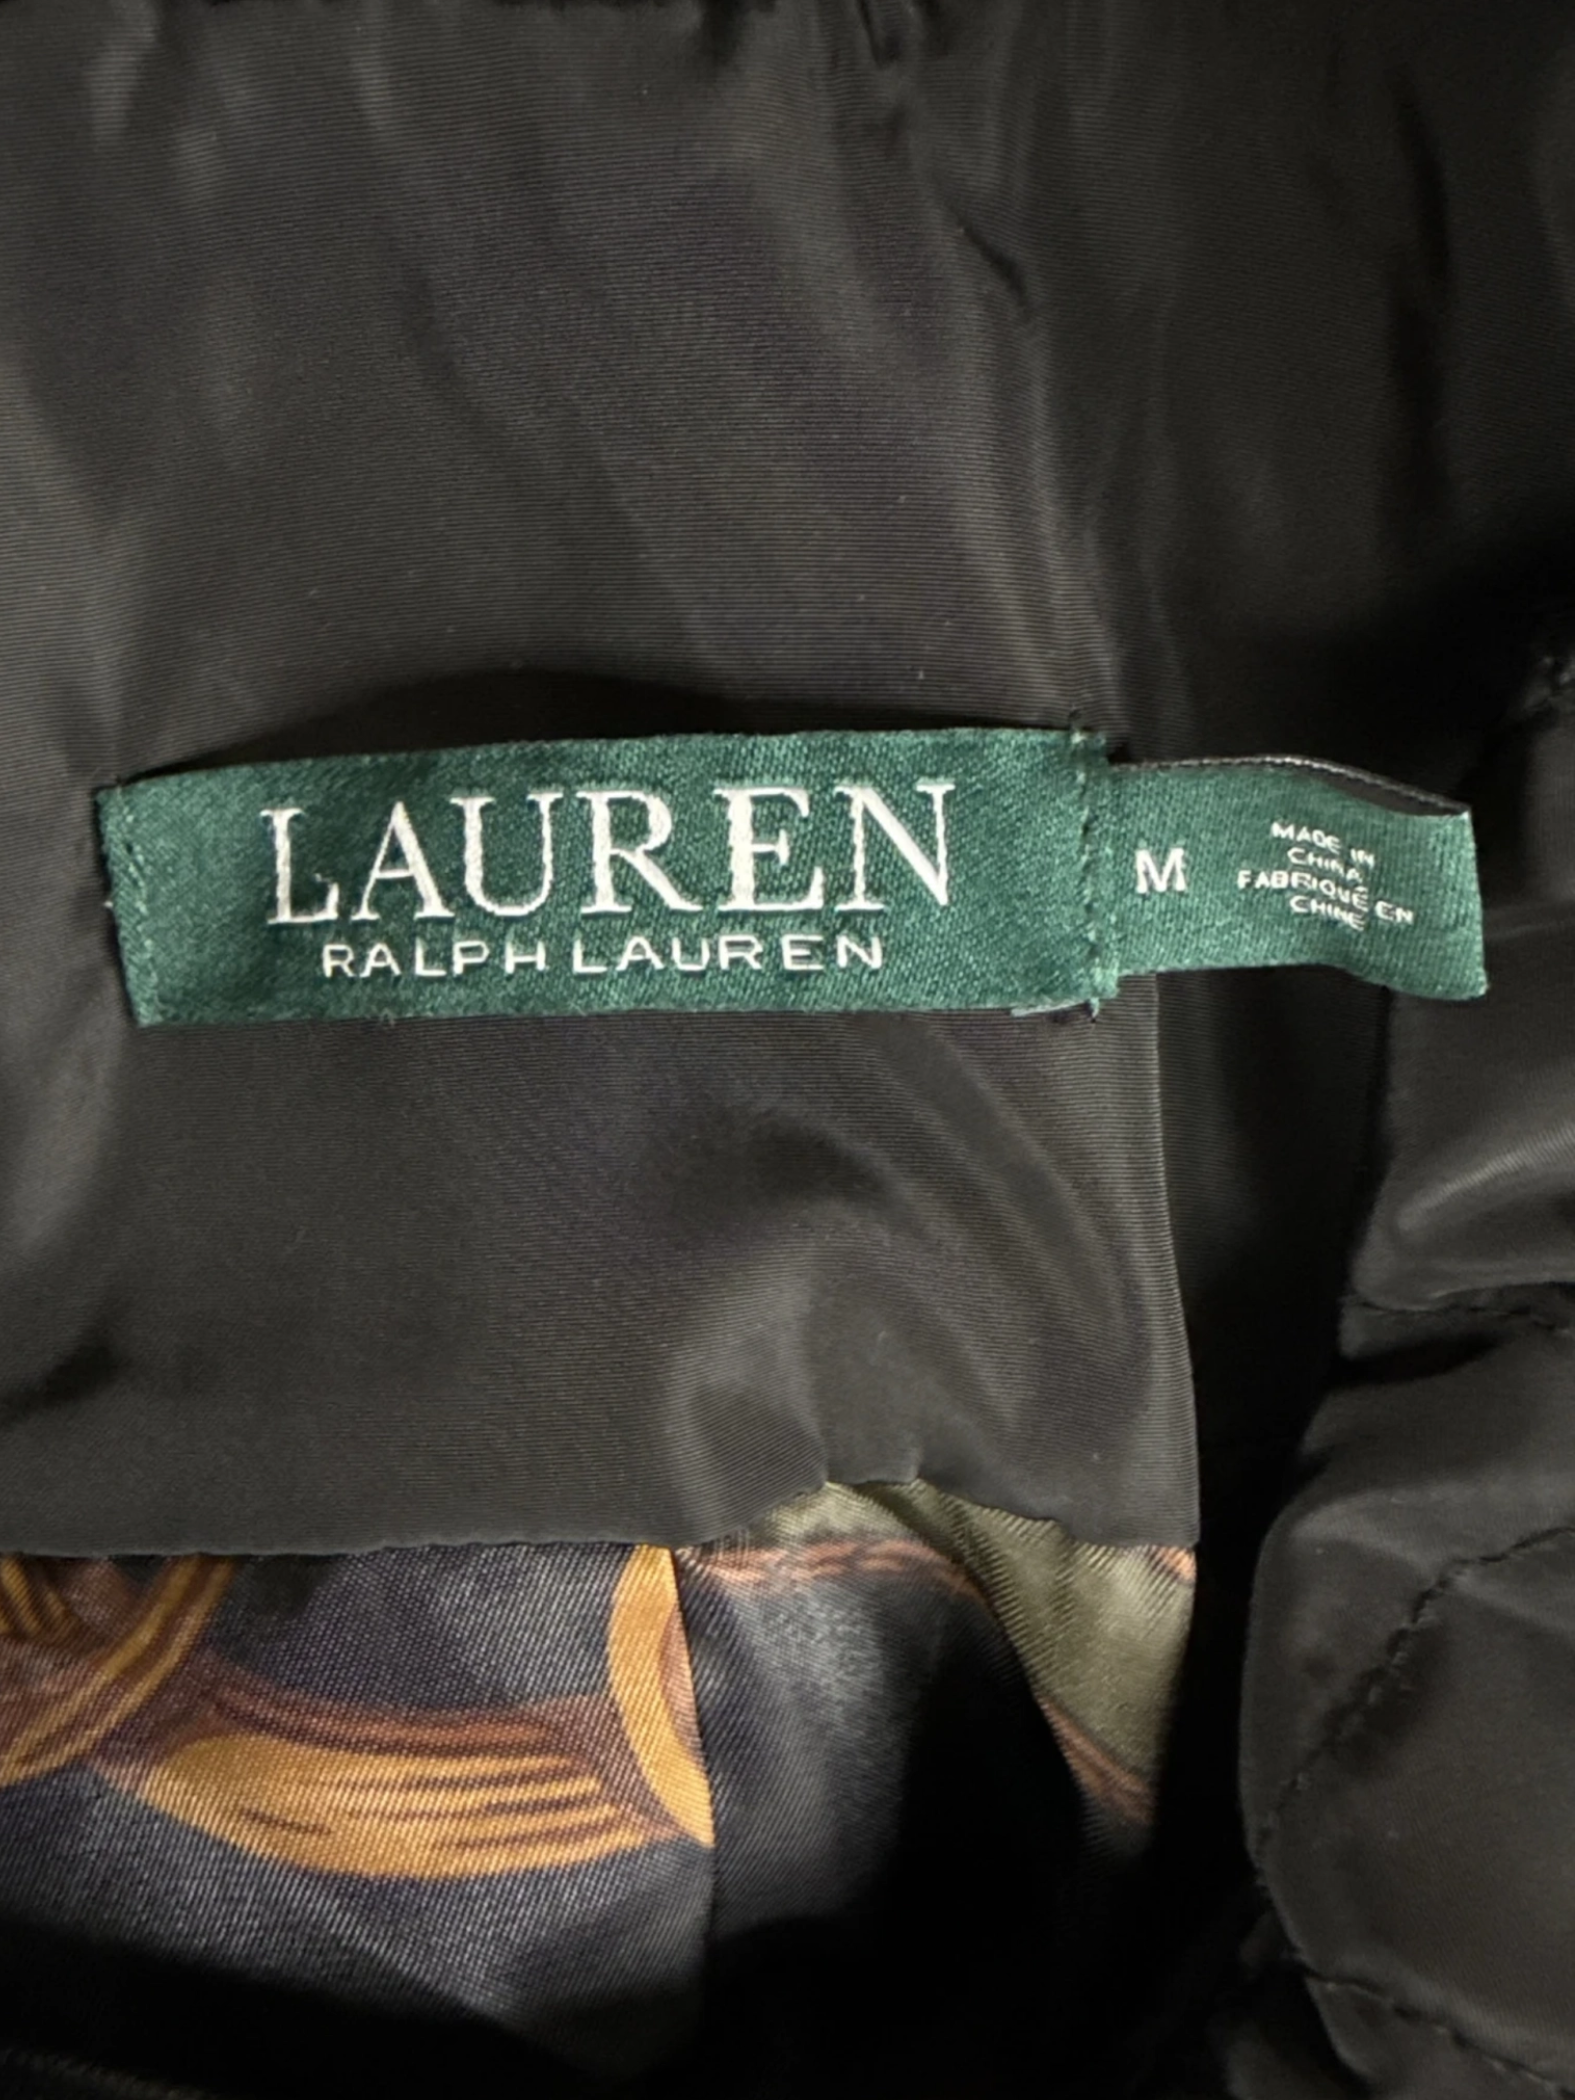 LAUREN
RALPH LAUREN
M
MADE IN
CHINA
FABRIQUÉ EN
CHINE